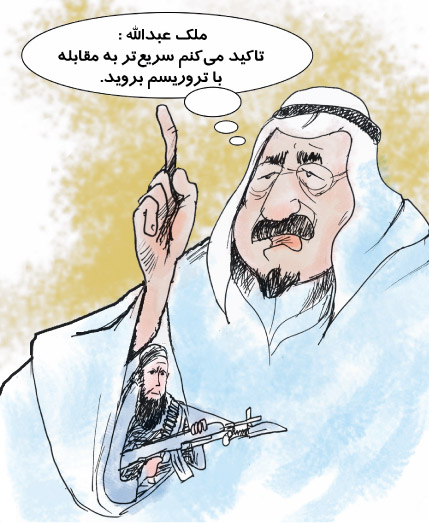 ملک عبدالله :
تاکید می‌کنم سریع‌تر به مقابله
با تروریسم بروید.